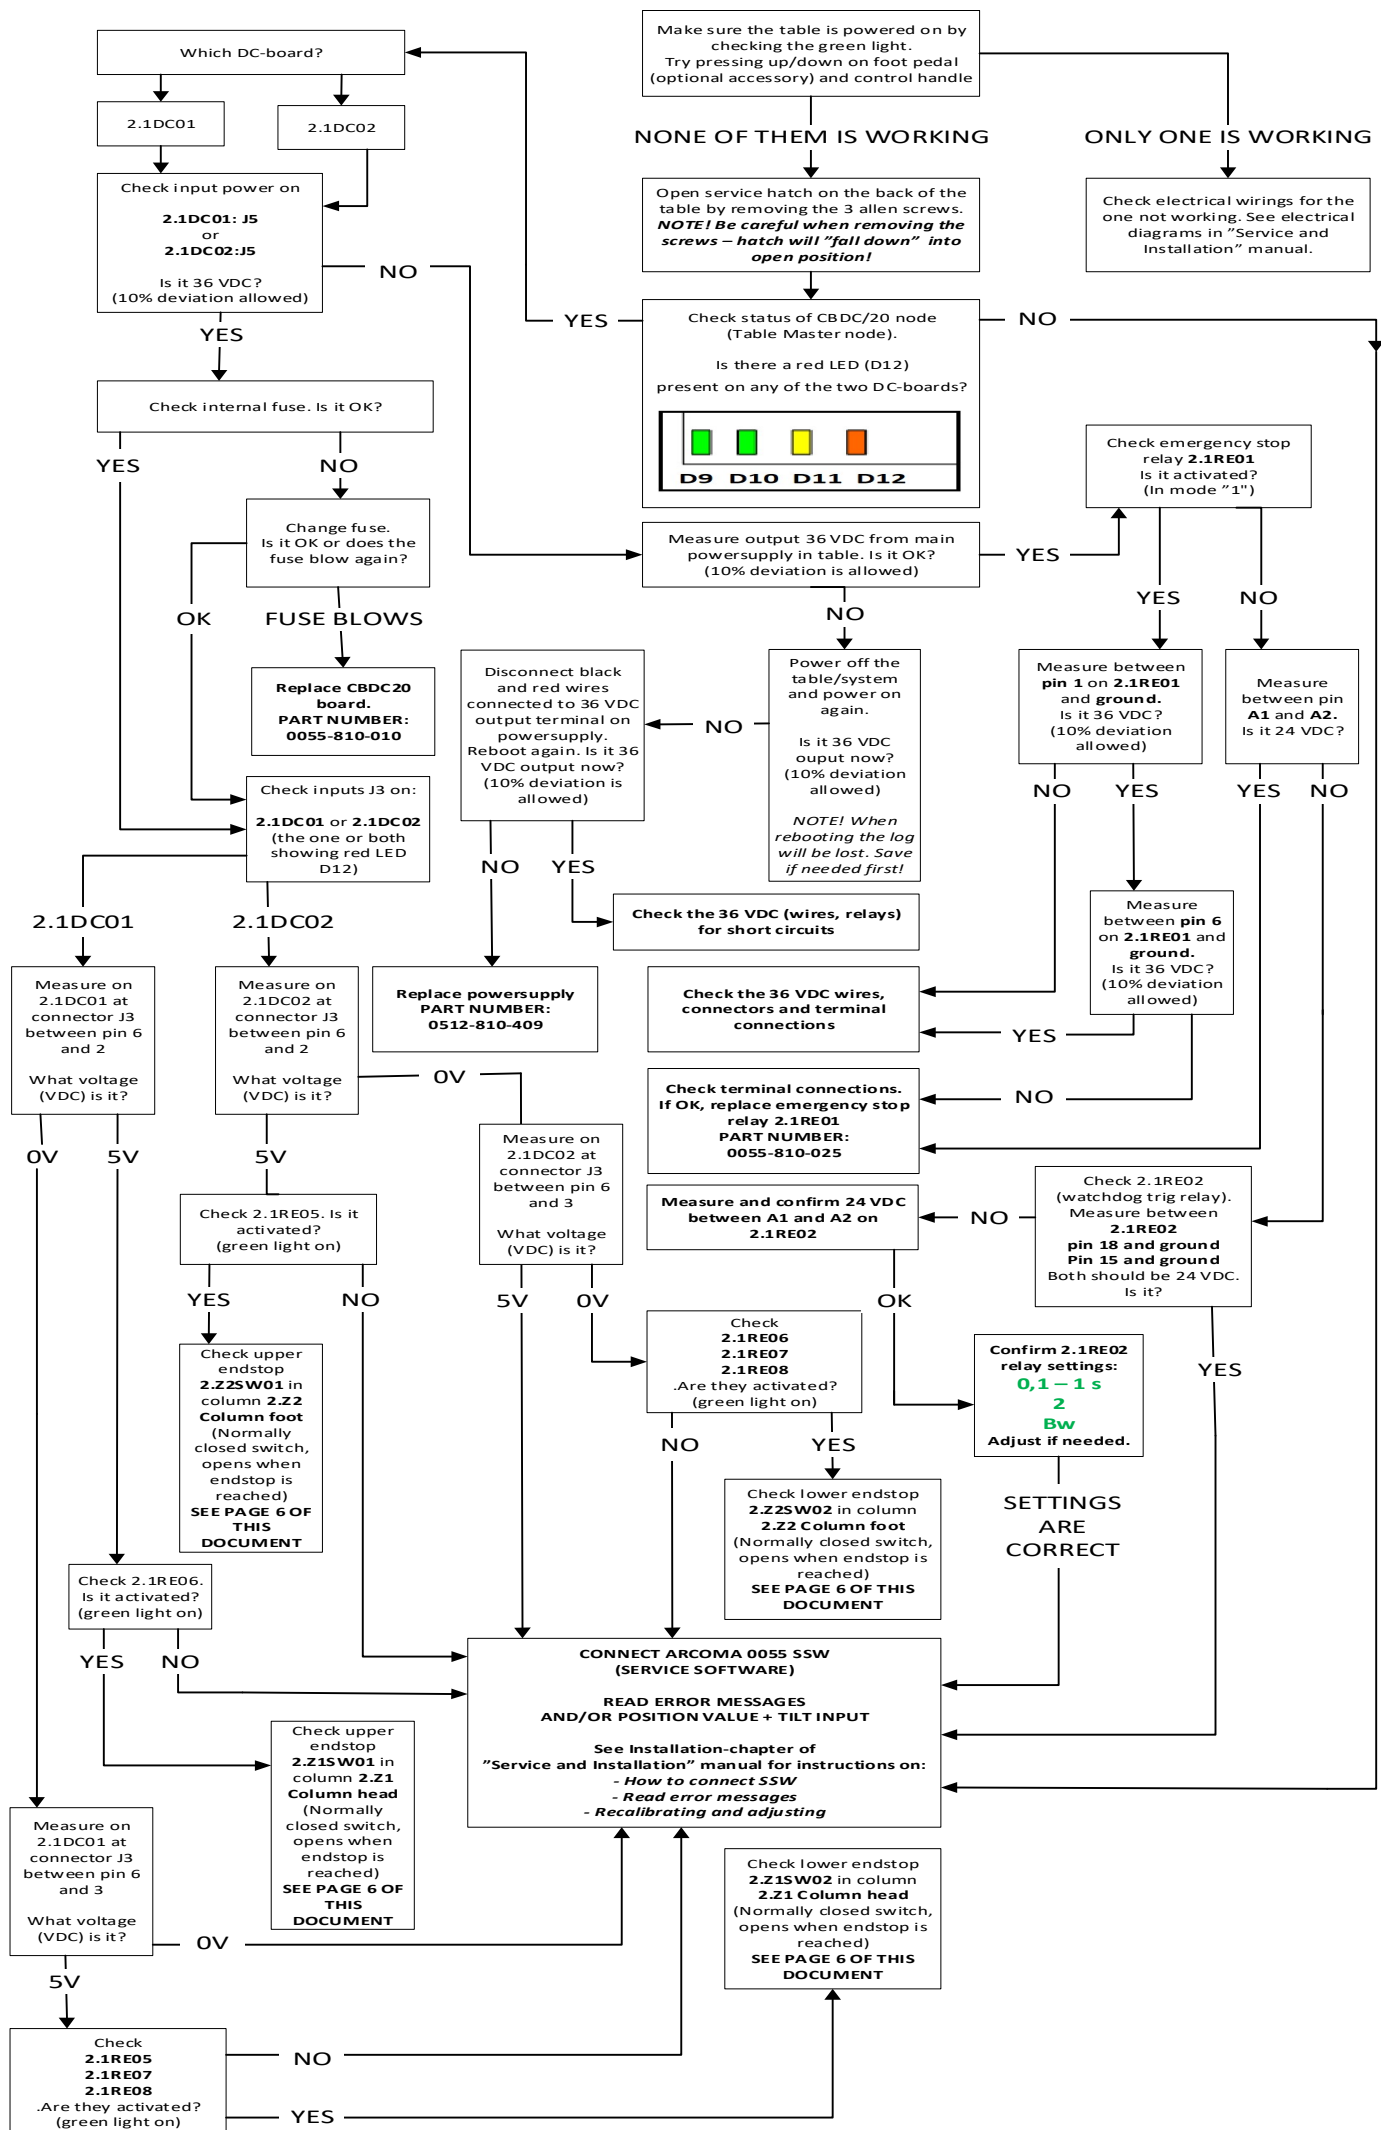 Make sure the table is powered on by
checking the green light.
Try pressing up/down on foot pedal
(optional accessory) and control handle
Which DC-board?
2.1DC01
2.1DC02
NONE OF THEM IS WORKING
ONLY ONE IS WORKING
Check input power on
2.1DC01: J5
or
2.1DC02:J5
Is it 36 VDC?
(10% deviation allowed)
NO
YES
Open service hatch on the back of the
table by removing the 3 allen screws.
NOTE! Be careful when removing the
screws – hatch will ”fall down” into
open position!
Check electrical wirings for the
one not working. See electrical
diagrams in ”Service and
Installation” manual.
YES
Check status of CBDC/20 node
(Table Master node).
Is there a red LED (D12)
present on any of the two DC-boards?
D9 D10 D11 D12
NO
Check internal fuse. Is it OK?
YES
NO
Change fuse.
Is it OK or does the
fuse blow again?
OK
FUSE BLOWS
Replace CBDC20
board.
PART NUMBER:
0055-810-010
Measure output 36 VDC from main
powersupply in table. Is it OK?
(10% deviation is allowed)
YES
NO
Check emergency stop
relay 2.1RE01
Is it activated?
(In mode ”1")
YES
NO
Disconnect black
and red wires
connected to 36 VDC
output terminal on
powersupply.
Reboot again. Is it 36
VDC output now?
(10% deviation is
allowed)
NO
Power off the
table/system
and power on
again.
Is it 36 VDC
ouput now?
(10% deviation
allowed)
NOTE! When
rebooting the log
will be lost. Save
if needed first!
Measure between
pin 1 on 2.1RE01
and ground.
Is it 36 VDC?
(10% deviation
allowed)
Measure
between pin
A1 and A2.
Is it 24 VDC?
NO
YES
YES
NO
Check inputs J3 on:
2.1DC01 or 2.1DC02
(the one or both
showing red LED
D12)
NO
YES
2.1DC01
2.1DC02
Check the 36 VDC (wires, relays)
for short circuits
Measure
between pin 6
on 2.1RE01 and
ground.
Is it 36 VDC?
(10% deviation
allowed)
Measure on
2.1DC01 at
connector J3
between pin 6
and 2
What voltage
(VDC) is it?
Measure on
2.1DC02 at
connector J3
between pin 6
and 2
What voltage
(VDC) is it?
Replace powersupply
PART NUMBER:
0512-810-409
Check the 36 VDC wires,
connectors and terminal
connections
YES
0V
Check terminal connections.
If OK, replace emergency stop
relay 2.1RE01
PART NUMBER:
0055-810-025
NO
0V
5V
5V
Measure on
2.1DC02 at
connector J3
between pin 6
and 3
What voltage
(VDC) is it?
Measure and confirm 24 VDC
between A1 and A2 on
2.1RE02
NO
Check 2.1RE02
(watchdog trig relay).
Measure between
2.1RE02
pin 18 and ground
Pin 15 and ground
Both should be 24 VDC.
Is it?
Check 2.1RE05. Is it
activated?
(green light on)
YES
NO
5V
0V
OK
YES
Check
2.1RE06
2.1RE07
2.1RE08
.Are they activated?
(green light on)
Confirm 2.1RE02
relay settings:
0,1 – 1 s
2
Bw
Adjust if needed.
Check upper
endstop
2.Z2SW01 in
column 2.Z2
Column foot
(Normally
closed switch,
opens when
endstop is
reached)
SEE PAGE 6 OF
THIS
DOCUMENT
NO
YES
SETTINGS
ARE
CORRECT
Check lower endstop
2.Z2SW02 in column
2.Z2 Column foot
(Normally closed switch,
opens when endstop is
reached)
SEE PAGE 6 OF THIS
DOCUMENT
Check 2.1RE06.
Is it activated?
(green light on)
YES
NO
CONNECT ARCOMA 0055 SSW
(SERVICE SOFTWARE)
READ ERROR MESSAGES
AND/OR POSITION VALUE + TILT INPUT
See Installation-chapter of
”Service and Installation” manual for instructions on:
- How to connect SSW
- Read error messages
- Recalibrating and adjusting
Check upper
endstop
2.Z1SW01 in
column 2.Z1
Column head
(Normally
closed switch,
opens when
endstop is
reached)
SEE PAGE 6 OF
THIS
DOCUMENT
Measure on
2.1DC01 at
connector J3
between pin 6
and 3
What voltage
(VDC) is it?
0V
5V
Check lower endstop
2.Z1SW02 in column
2.Z1 Column head
(Normally closed switch,
opens when endstop is
reached)
SEE PAGE 6 OF THIS
DOCUMENT
Check
2.1RE05
2.1RE07
2.1RE08
.Are they activated?
(green light on)
NO
YES